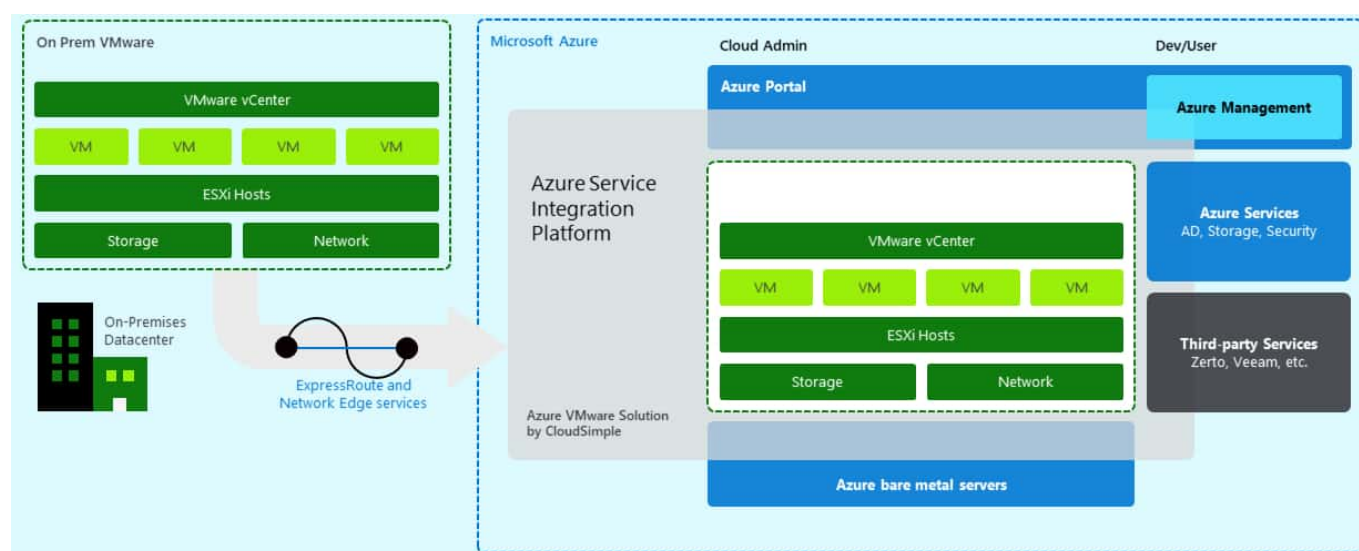 On Prem VMware
VMware vCenter
VM VM VM VM
ESXi Hosts
Storage Network
On-Premises
Datacenter
ExpressRoute and
Network Edge services
Microsoft Azure
Cloud Admin
Dev/User
Azure Portal
Azure Management
Azure Service
Integration
Platform
VMware vCenter
VM VM VM VM
ESXi Hosts
Storage Network
Azure Services
AD, Storage, Security
Third-party Services
Zerto, Veeam, etc.
Azure VMware Solution
by CloudSimple
Azure bare metal servers